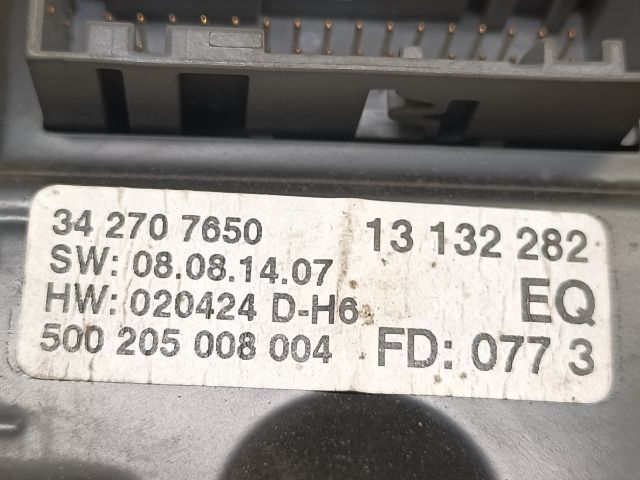 34 270 7650 13 132 282
SW: 08.08.14.07
HW: 020424 D-H6 EQ
500 205 008 004 FD: 077 3